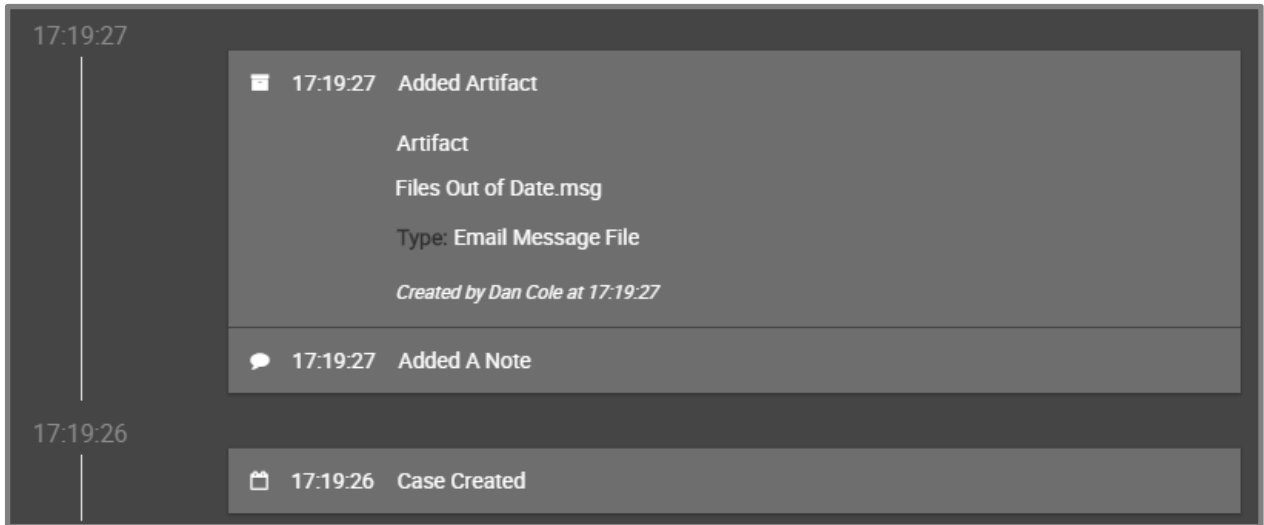 17:19:27
17:19:27 Added Artifact
Artifact
Files Out of Date.msg
Type: Email Message File
Created by Dan Cole at 17:19:27
17:19:27 Added A Note
17:19:26
17:19:26 Case Created